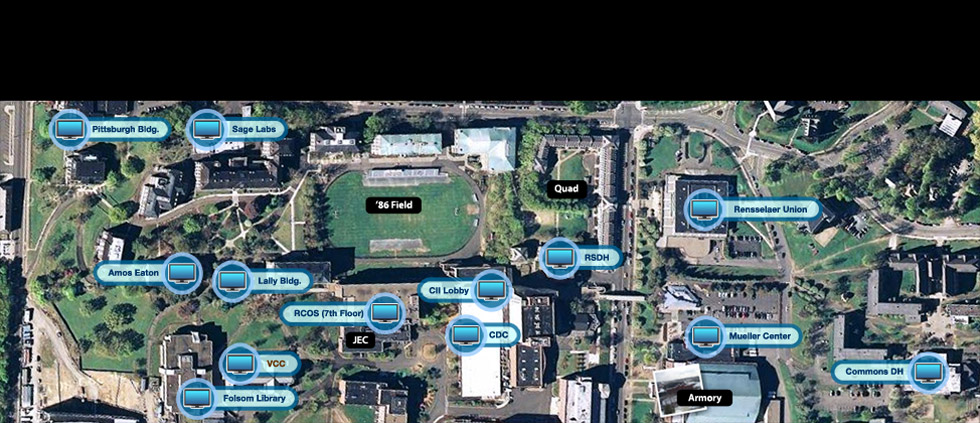 Pittsburgh Bldg.
Sage Labs
Quad
'86 Field
Rensselaer Union
RSDH
Amos Eaton
Lally Bldg.
CII Lobby
RCOS (7th Floor)
CDC
JEC
Mueller Center
VCC
Commons DH
Folsom Library
Armory